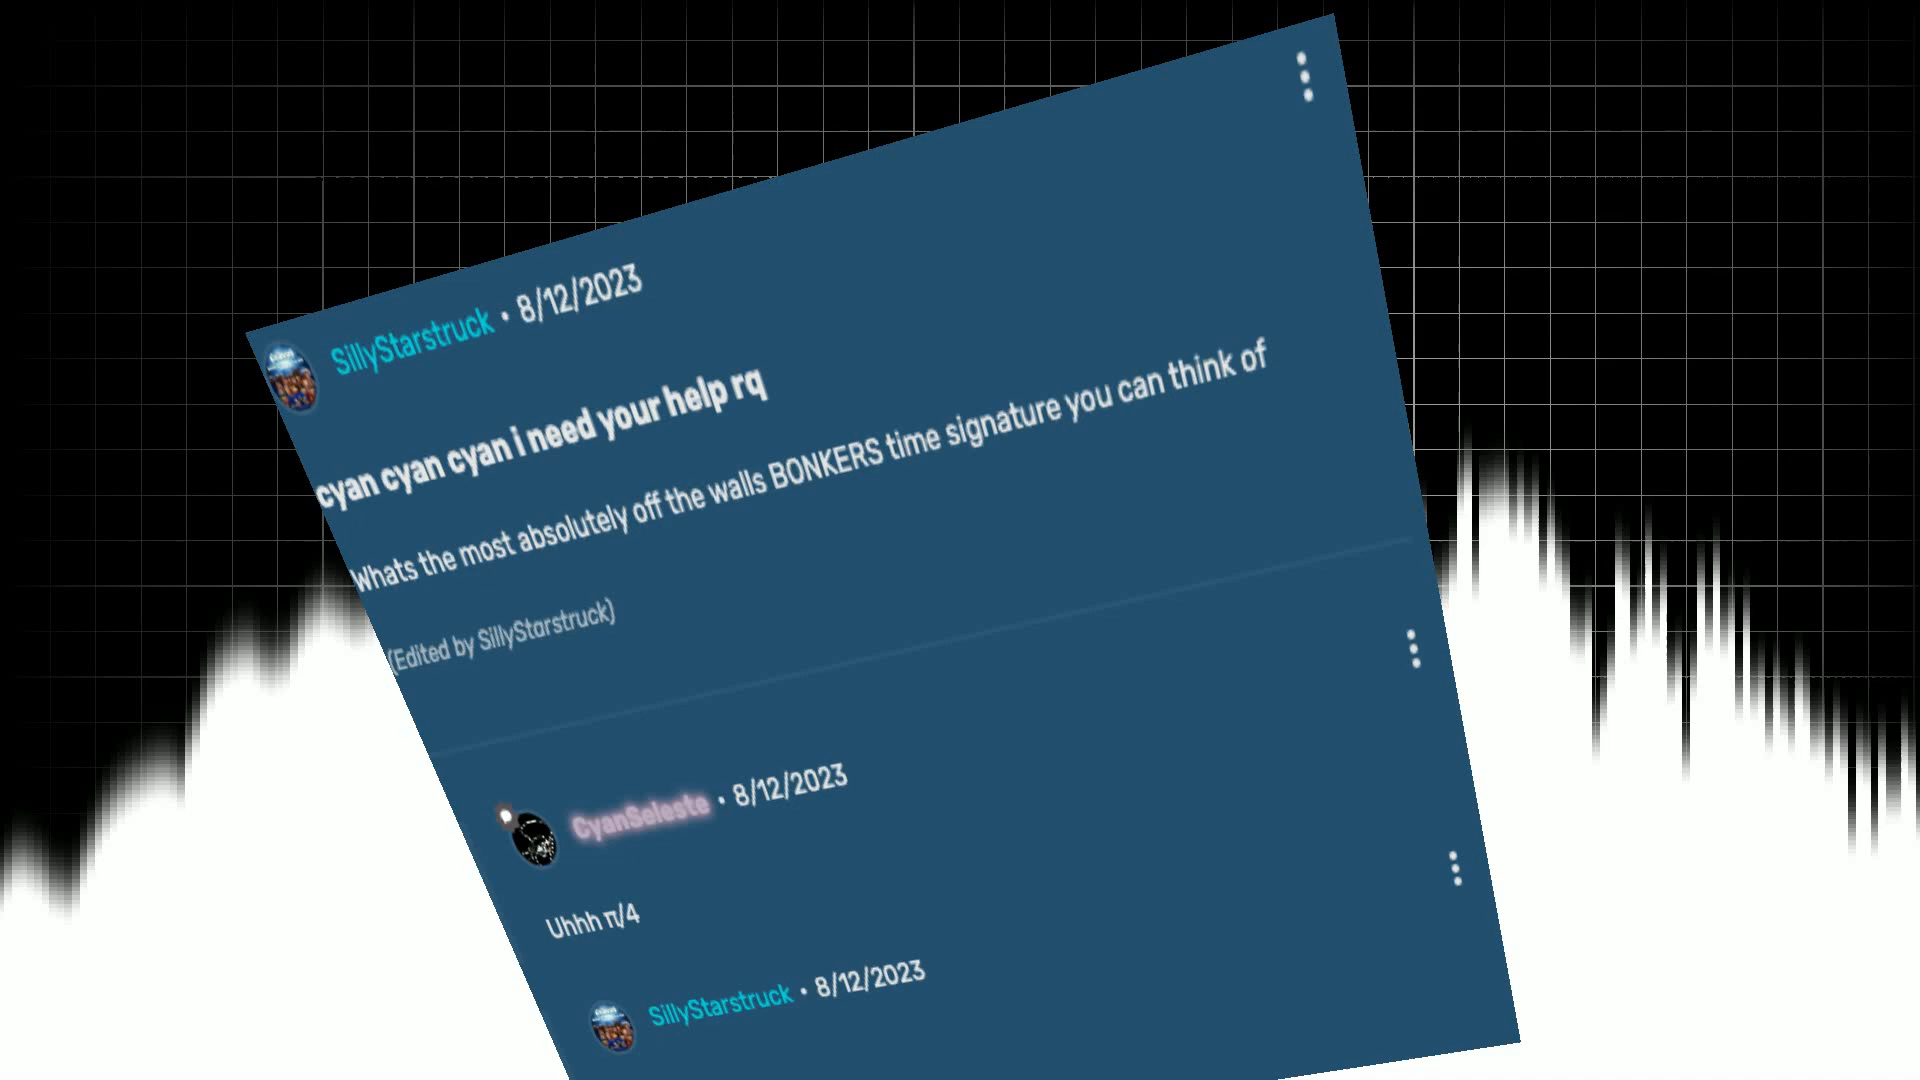 SillyStarstruck • 8/12/2023
cyan cyan cyan i need your help rq
Whats the most absolutely off the walls BONKERS time signature you can think of
(Edited by SillyStarstruck)
CyanSeleste • 8/12/2023
Uhhh π/4
SillyStarstruck • 8/12/2023